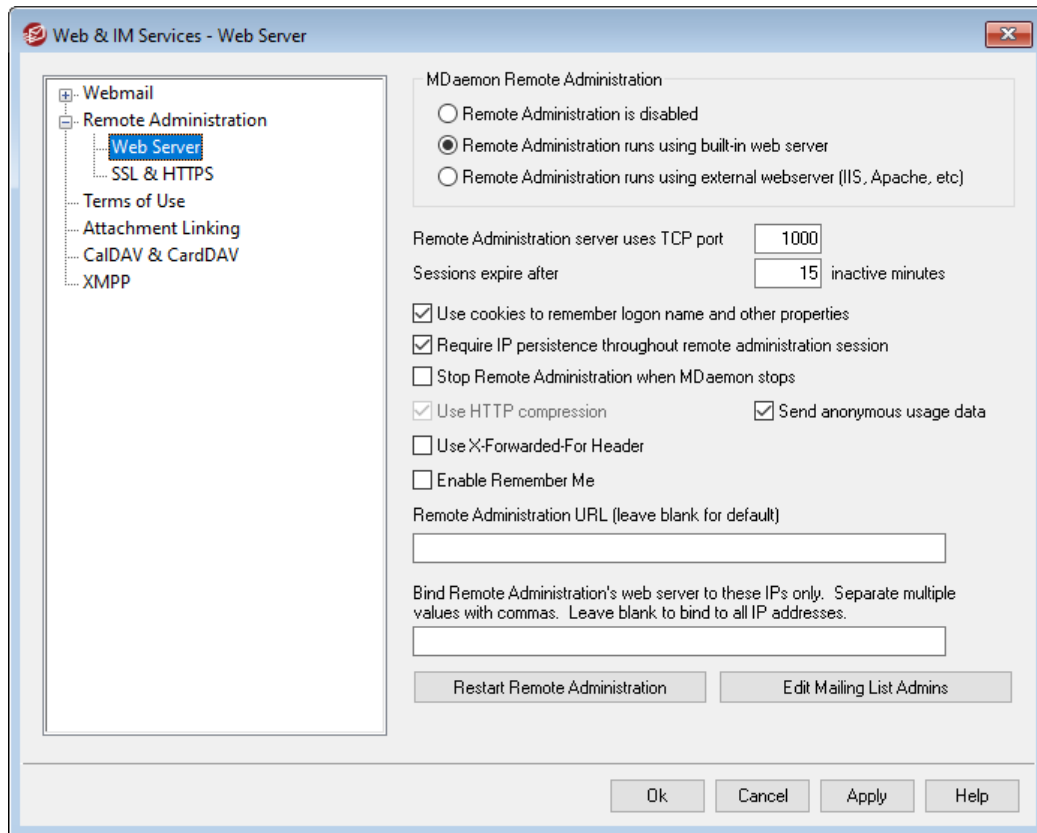 Web & IM Services - Web Server
Webmail
Remote Administration
Web Server
SSL & HTTPS
Terms of Use
Attachment Linking
CalDAV & CardDAV
XMPP
MDaemon Remote Administration
Remote Administration is disabled
Remote Administration runs using built-in web server
Remote Administration runs using external webserver (IIS, Apache, etc)
Remote Administration server uses TCP port 1000
Sessions expire after 15 inactive minutes
Use cookies to remember logon name and other properties
Require IP persistence throughout remote administration session
Stop Remote Administration when MDaemon stops
Use HTTP compression Send anonymous usage data
Use X-Forwarded-For Header
Enable Remember Me
Remote Administration URL (leave blank for default)
Bind Remote Administration's web server to these IPs only. Separate multiple
values with commas. Leave blank to bind to all IP addresses.
Restart Remote Administration Edit Mailing List Admins
Ok Cancel Apply Help